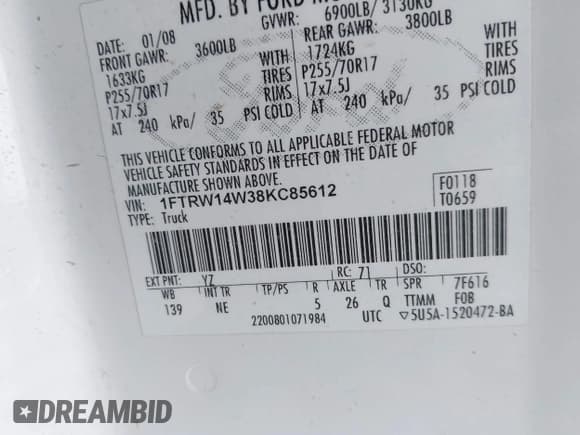 MFD. BY FORD MO
DATE: 01/08 GVWR: 6900LB/ 3130KG
FRONT GAWR: 3600LB REAR GAWR: 3800LB
1633KG WITH 1724KG WITH
P255/70R17 TIRES P255/70R17 TIRES
17x7.5J RIMS 17x7.5J RIMS
AT 240 kPa/ 35 PSI COLD AT 240 kPa/ 35 PSI COLD
THIS VEHICLE CONFORMS TO ALL APPLICABLE FEDERAL MOTOR
VEHICLE SAFETY STANDARDS IN EFFECT ON THE DATE OF
MANUFACTURE SHOWN ABOVE.
VIN: 1FTRW14W38KC85612 F0118
TYPE: Truck T0659
EXT PNT: YZ RC: 71 DSO:
WB INT TR TP/PS R AXLE TR SPR 7F616
139 NE 5 26 Q TTMM FOB
2200801071984 UTC ▽5U5A-1520472-BA
DREAMBID